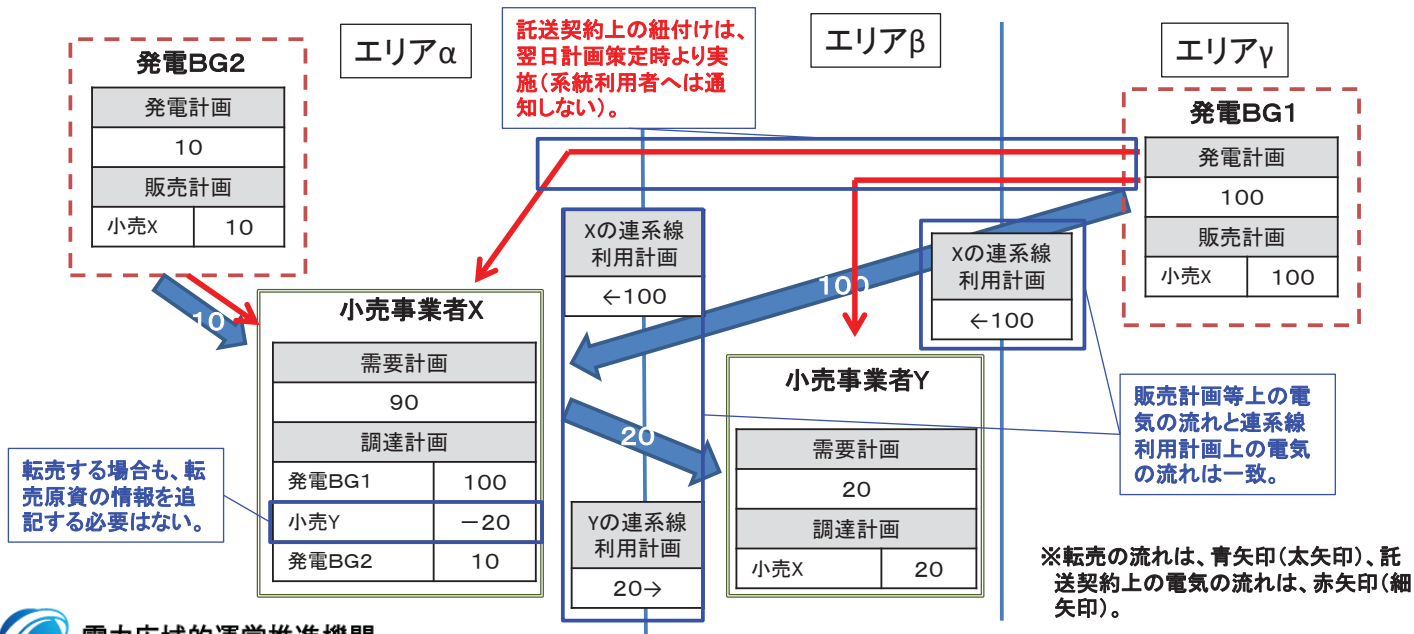 エリアα
エリアβ
エリアγ
発電BG2
発電計画
10
販売計画
小売X 10
託送契約上の紐付けは、
翌日計画策定時より実
施(系統利用者へは通
知しない)。
発電BG1
発電計画
100
販売計画
小売X 100
10
100
20
Xの連系線
利用計画
←100
Xの連系線
利用計画
←100
小売事業者X
需要計画
90
調達計画
発電BG1 100
小売Y －20
発電BG2 10
転売する場合も、転
売原資の情報を追
記する必要はない。
Yの連系線
利用計画
20→
小売事業者Y
需要計画
20
調達計画
小売X 20
販売計画等上の電
気の流れと連系線
利用計画上の電気
の流れは一致。
※転売の流れは、青矢印(太矢印)、託
送契約上の電気の流れは、赤矢印(細
矢印)。
電力広域的運営推進機関